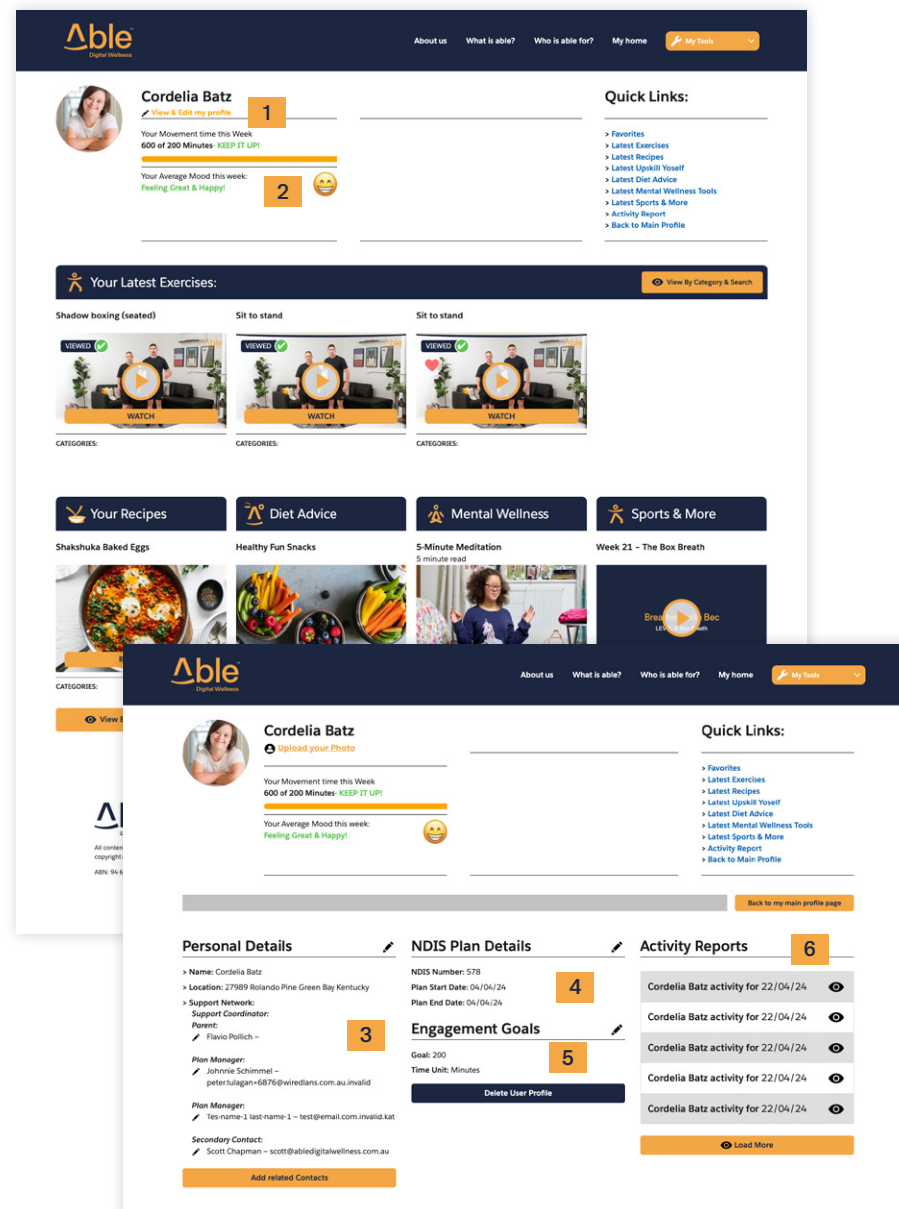 Able
Digital Wellness
About us What is able? Who is able for? My home My Tools
Cordelia Batz
View & Edit my profile
1
Your Movement time this Week
600 of 200 Minutes- KEEP IT UP!
Your Average Mood this week:
Feeling Great & Happy!
2
Quick Links:
> Favorites
> Latest Exercises
> Latest Recipes
> Latest Upskill Yoself
> Latest Diet Advice
> Latest Mental Wellness Tools
> Latest Sports & More
> Activity Report
> Back to Main Profile
Your Latest Exercises:
View By Category & Search
Shadow boxing (seated)
VIEWED
Able
WATCH
CATEGORIES:
Sit to stand
Able
WATCH
CATEGORIES:
Sit to stand
VIEWED
Able
WATCH
CATEGORIES:
Your Recipes
Shakshuka Baked Eggs
CATEGORIES:
View
Diet Advice
Healthy Fun Snacks
Mental Wellness
5-Minute Meditation
5 minute read
Sports & More
Week 21 – The Box Breath
Bec
All conten
copyright
ABN: 94 6
Able
Digital Wellness
About us What is able? Who is able for? My home My Tools
Cordelia Batz
Upload your Photo
Your Movement time this Week
600 of 200 Minutes- KEEP IT UP!
Your Average Mood this week:
Feeling Great & Happy!
Quick Links:
> Favorites
> Latest Exercises
> Latest Recipes
> Latest Upskill Yoself
> Latest Diet Advice
> Latest Mental Wellness Tools
> Latest Sports & More
> Activity Report
> Back to Main Profile
Back to my main profile page
Personal Details
> Name: Cordelia Batz
> Location: 27989 Rolando Pine Green Bay Kentucky
> Support Network:
Support Coordinator:
Parent:
Flavio Pollich –
3
Plan Manager:
Johnnie Schimmel –
peter.tulagan+6876@wiredlans.com.au.invalid
Plan Manager:
Tes-name-1 last-name-1 – test@email.com.invalid.kat
Secondary Contact:
Scott Chapman – scott@abledigitalwellness.com.au
Add related Contacts
NDIS Plan Details
NDIS Number: 578
Plan Start Date: 04/04/24
Plan End Date: 04/04/24
4
Engagement Goals
Goal: 200
Time Unit: Minutes
5
Delete User Profile
Activity Reports
6
Cordelia Batz activity for 22/04/24
Cordelia Batz activity for 22/04/24
Cordelia Batz activity for 22/04/24
Cordelia Batz activity for 22/04/24
Cordelia Batz activity for 22/04/24
Load More